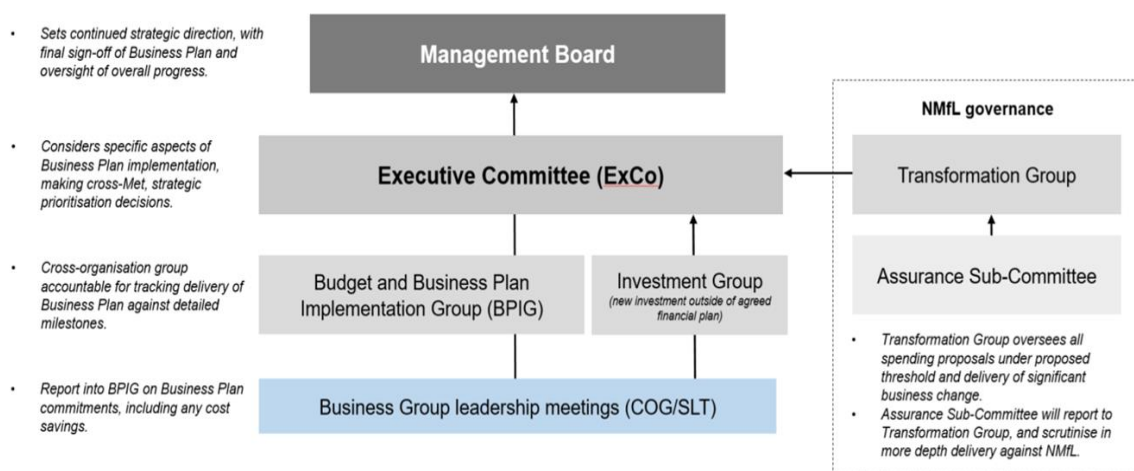 • Sets continued strategic direction, with
final sign-off of Business Plan and
oversight of overall progress.
Management Board
• Considers specific aspects of
Business Plan implementation,
making cross-Met, strategic
prioritisation decisions.
Executive Committee (ExCo)
• Cross-organisation group
accountable for tracking delivery of
Business Plan against detailed
milestones.
Budget and Business Plan
Implementation Group (BPIG)
Investment Group
(new investment outside of agreed
financial plan)
• Report into BPIG on Business Plan
commitments, including any cost
savings.
Business Group leadership meetings (COG/SLT)
NMfL governance
Transformation Group
Assurance Sub-Committee
• Transformation Group oversees all
spending proposals under proposed
threshold and delivery of significant
business change.
• Assurance Sub-Committee will report to
Transformation Group, and scrutinise in
more depth delivery against NMfL.